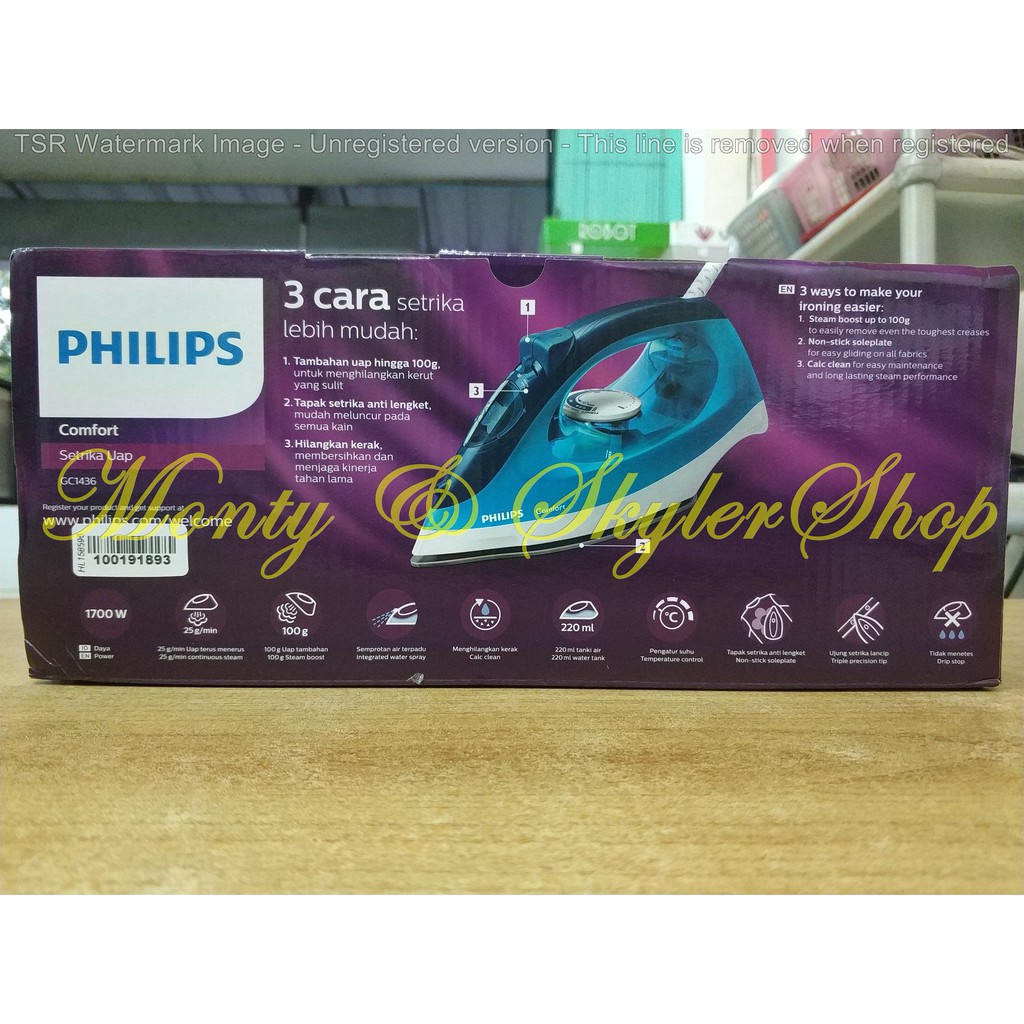 TSR Watermark Image - Unregistered version - This line is removed when registered
ROBOT
PHILIPS
Comfort
Setrika Uap
GC1436
Register your product and get support at
www.philips.com/welcome
100191893
3 cara setrika
lebih mudah:
1. Tambahan uap hingga 100g,
untuk menghilangkan kerut
yang sulit
2. Tapak setrika anti lengket,
mudah meluncur pada
semua kain
3. Hilangkan kerak,
membersihkan dan
menjaga kinerja
tahan lama
1
3
2
PHILIPS Comfort
EN 3 ways to make your
ironing easier:
1. Steam boost up to 100g
to easily remove even the toughest creases
2. Non-stick soleplate
for easy gliding on all fabrics
3. Calc clean for easy maintenance
and long lasting steam performance
Monty & SkylerShop
1700 W
ID Daya
EN Power
25 g/min
25 g/min Uap terus menerus
25 g/min continuous steam
100 g
100 g Uap tambahan
100 g Steam boost
Semprotan air terpadu
Integrated water spray
Menghilangkan kerak
Calc clean
220 ml
220 ml tanki air
220 ml water tank
°C
Pengatur suhu
Temperature control
Tapak setrika anti lengket
Non-stick soleplate
Ujung setrika lancip
Triple precision tip
Tidak menetes
Drip stop